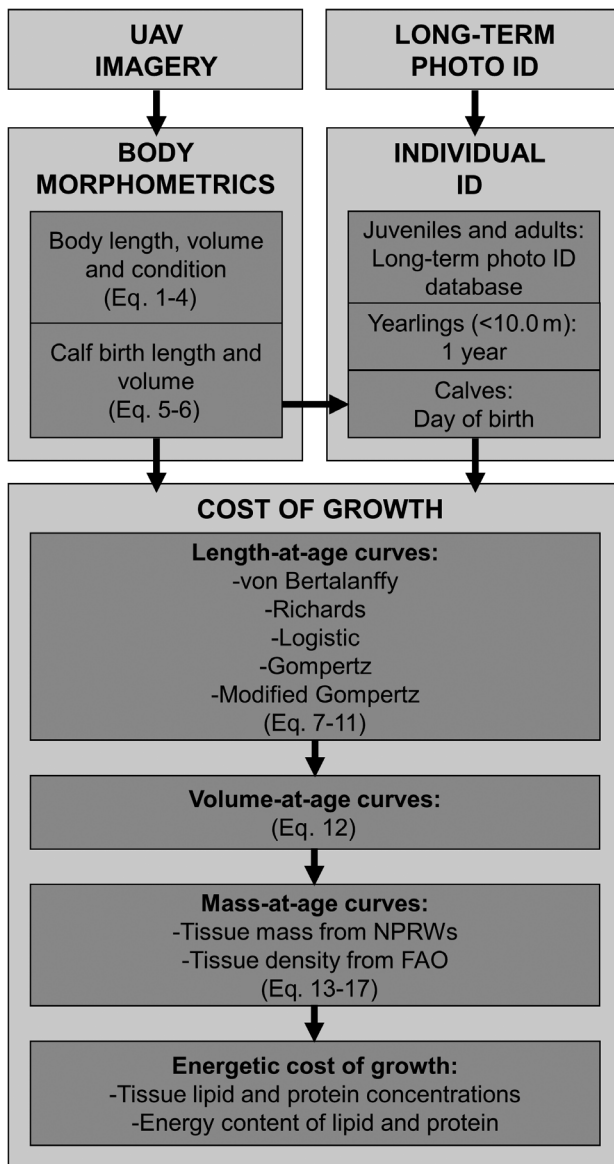 UAV
IMAGERY
LONG-TERM
PHOTO ID
BODY
MORPHOMETRICS
Body length, volume
and condition
(Eq. 1-4)
Calf birth length and
volume
(Eq. 5-6)
INDIVIDUAL
ID
Juveniles and adults:
Long-term photo ID
database
Yearlings (<10.0 m):
1 year
Calves:
Day of birth
COST OF GROWTH
Length-at-age curves:
-von Bertalanffy
-Richards
-Logistic
-Gompertz
-Modified Gompertz
(Eq. 7-11)
Volume-at-age curves:
(Eq. 12)
Mass-at-age curves:
-Tissue mass from NPRWs
-Tissue density from FAO
(Eq. 13-17)
Energetic cost of growth:
-Tissue lipid and protein concentrations
-Energy content of lipid and protein